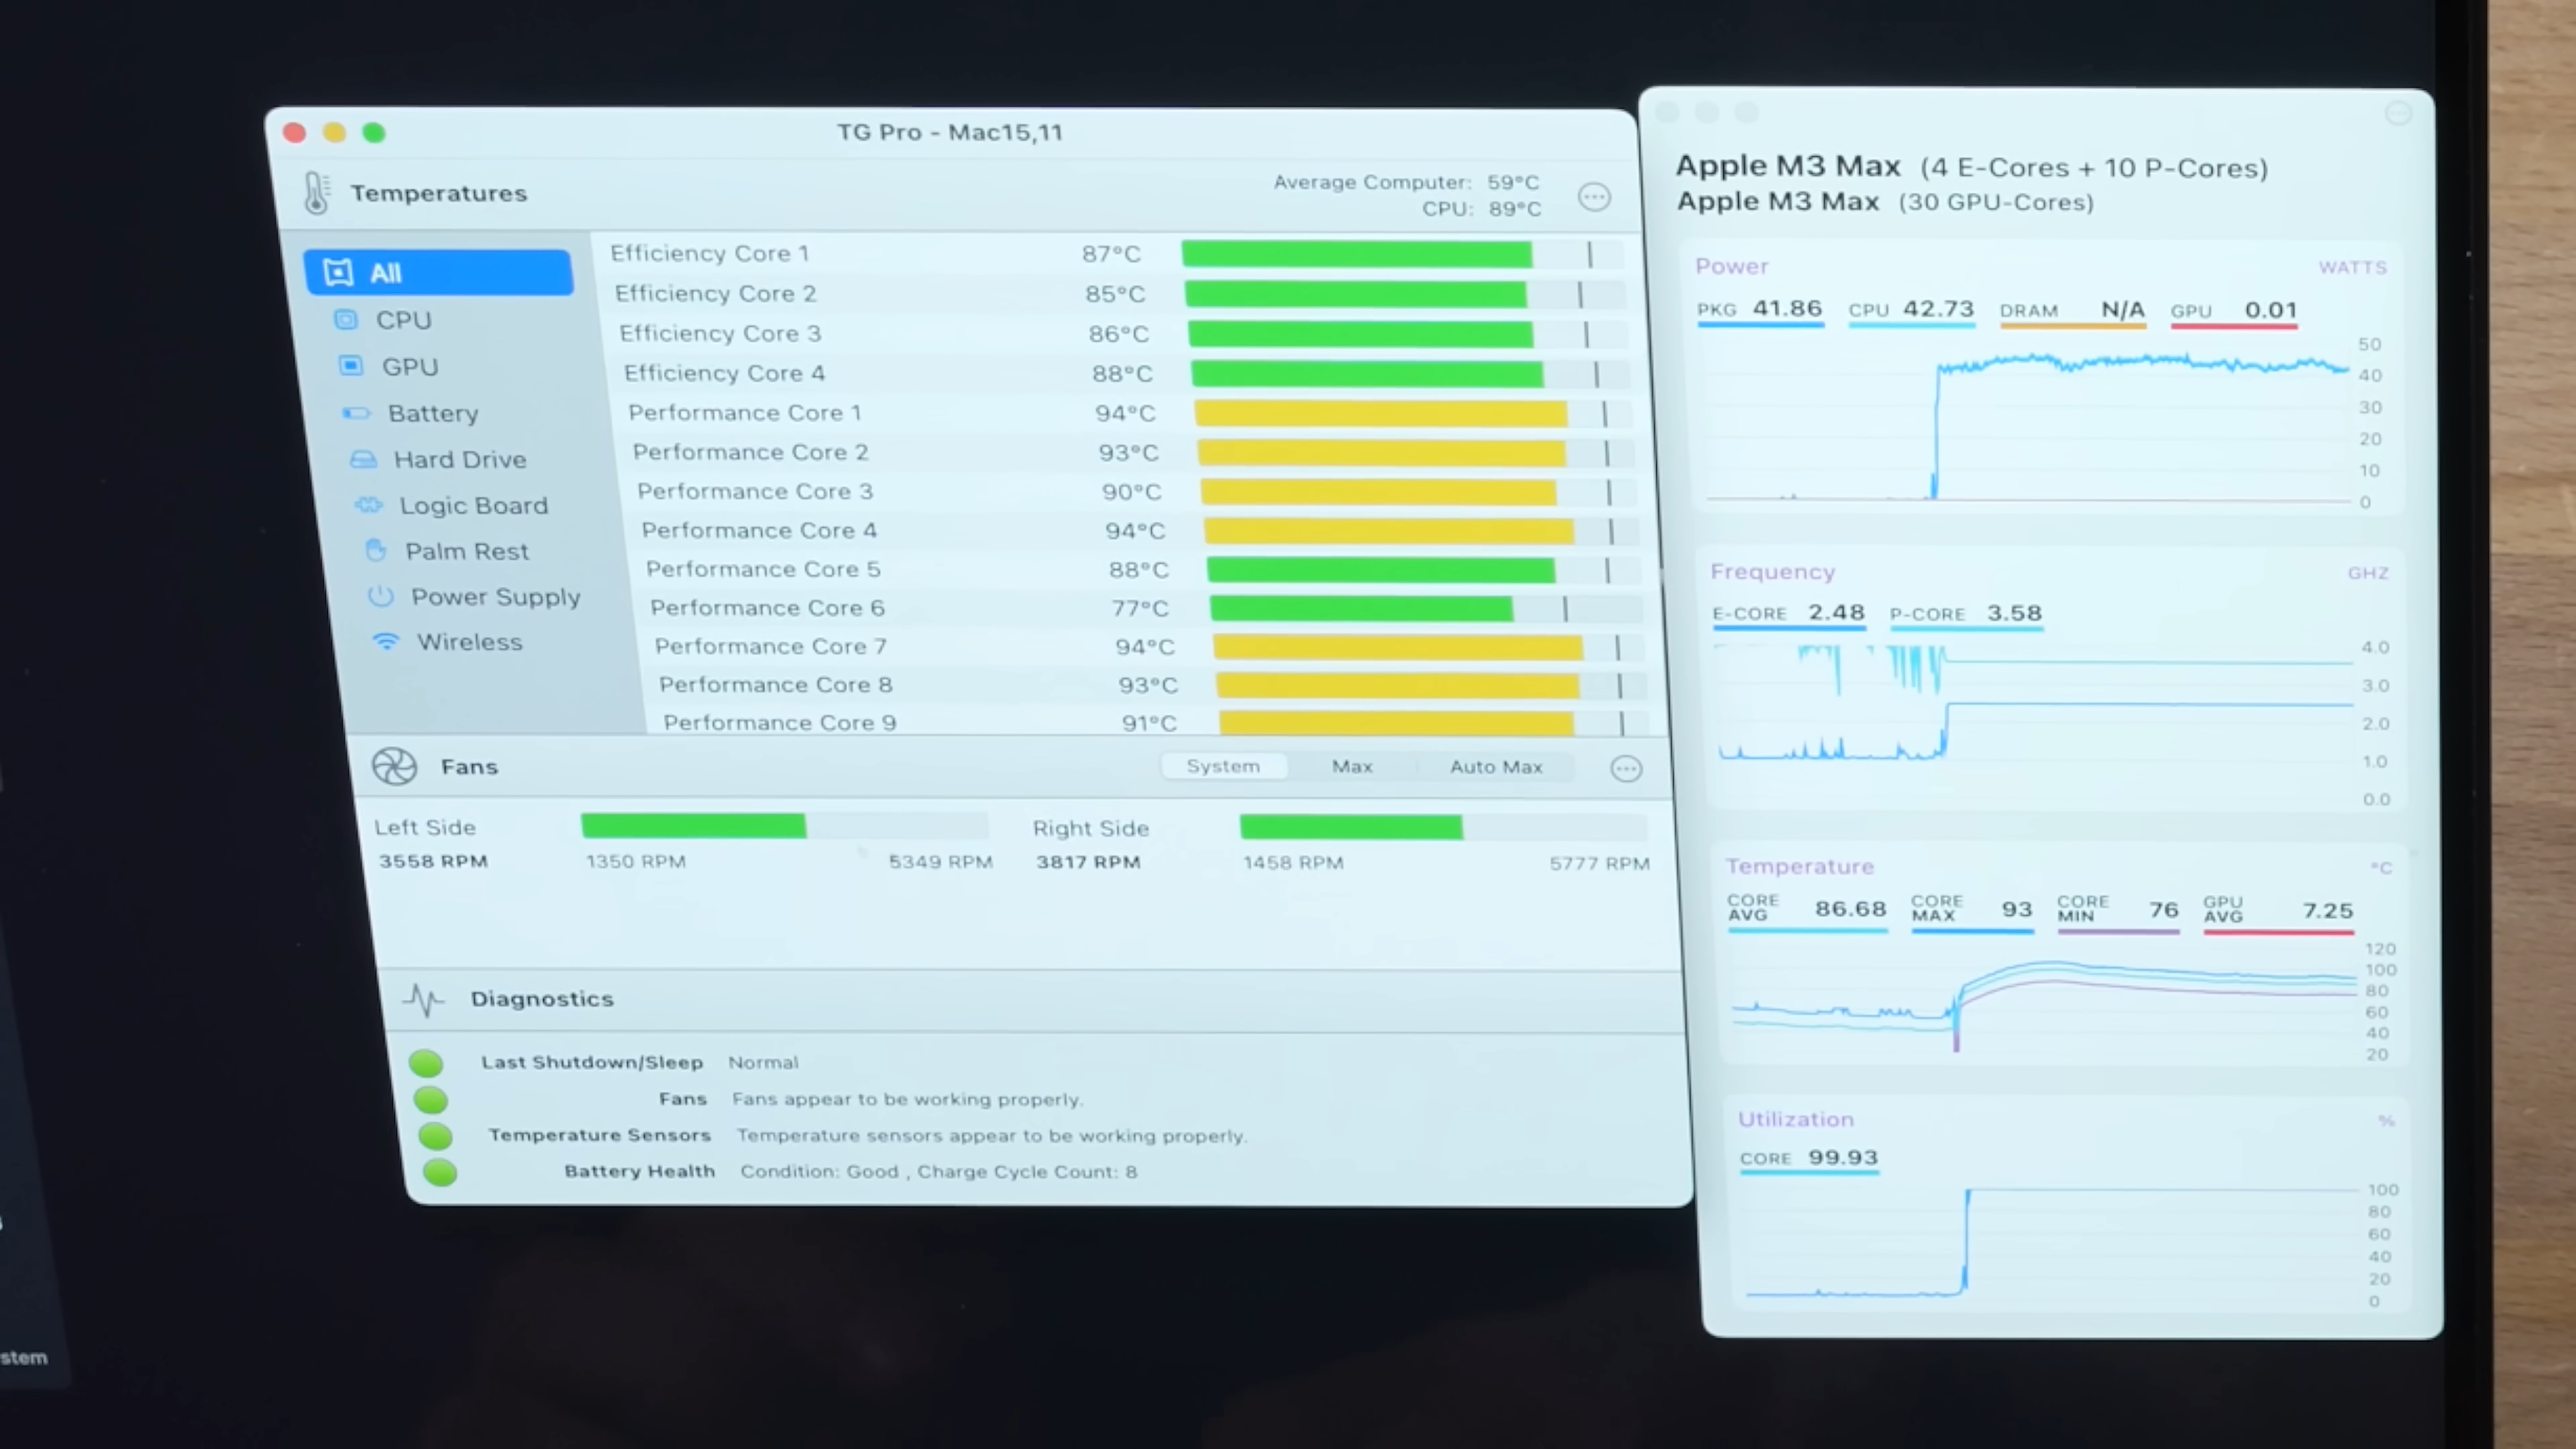 TG Pro - Mac15,11
Temperatures
Average Computer: 59°C
CPU: 89°C
All
CPU
GPU
Battery
Hard Drive
Logic Board
Palm Rest
Power Supply
Wireless
Efficiency Core 1 87°C
Efficiency Core 2 85°C
Efficiency Core 3 86°C
Efficiency Core 4 88°C
Performance Core 1 94°C
Performance Core 2 93°C
Performance Core 3 90°C
Performance Core 4 94°C
Performance Core 5 88°C
Performance Core 6 77°C
Performance Core 7 94°C
Performance Core 8 93°C
Performance Core 9 91°C
Fans System Max Auto Max
Left Side Right Side
3558 RPM 1350 RPM 5349 RPM 3817 RPM 1458 RPM 5777 RPM
Diagnostics
Last Shutdown/Sleep Normal
Fans Fans appear to be working properly.
Temperature Sensors Temperature sensors appear to be working properly.
Battery Health Condition: Good , Charge Cycle Count: 8
Apple M3 Max (4 E-Cores + 10 P-Cores)
Apple M3 Max (30 GPU-Cores)
Power WATTS
PKG 41.86 CPU 42.73 DRAM N/A GPU 0.01
50
40
30
20
10
0
Frequency GHZ
E-CORE 2.48 P-CORE 3.58
4.0
3.0
2.0
1.0
0.0
Temperature °C
CORE AVG 86.68 CORE MAX 93 CORE MIN 76 GPU AVG 7.25
120
100
80
60
40
20
Utilization %
CORE 99.93
100
80
60
40
20
0
stem